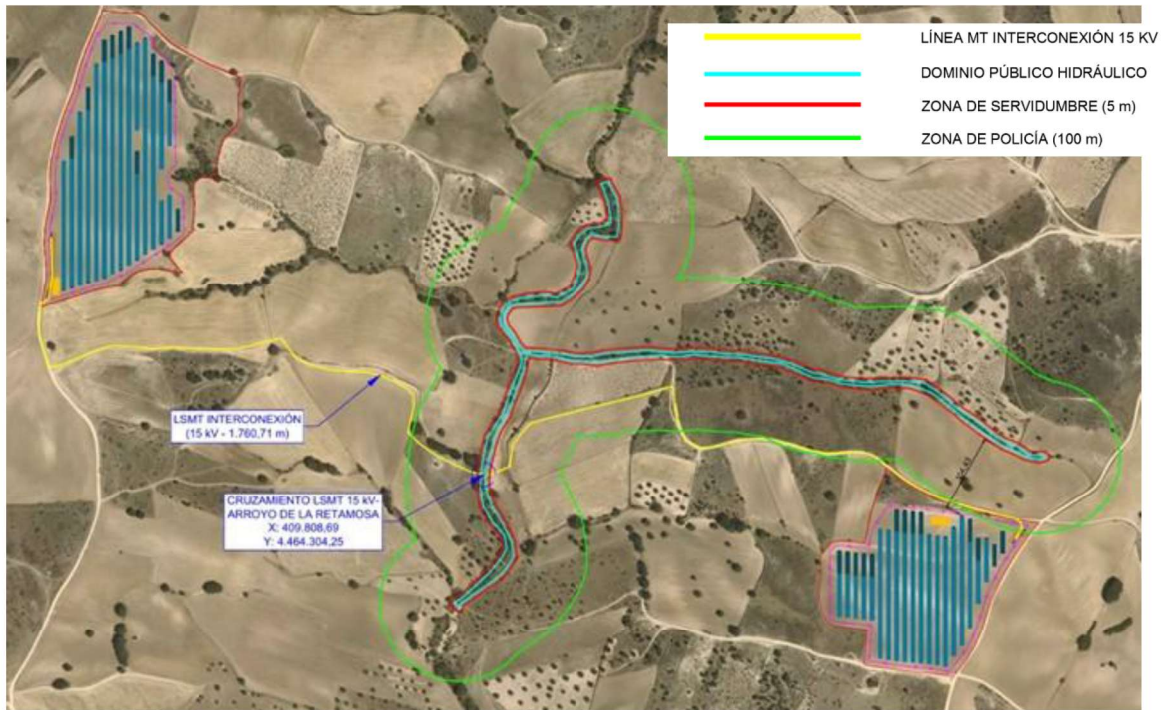 LÍNEA MT INTERCONEXIÓN 15 KV
DOMINIO PÚBLICO HIDRÁULICO
ZONA DE SERVIDUMBRE (5 m)
ZONA DE POLICÍA (100 m)
LSMT INTERCONEXIÓN
(15 kV - 1.760,71 m)
CRUZAMIENTO LSMT 15 kV-
ARROYO DE LA RETAMOSA
X: 409.808,69
Y: 4.464.304,25